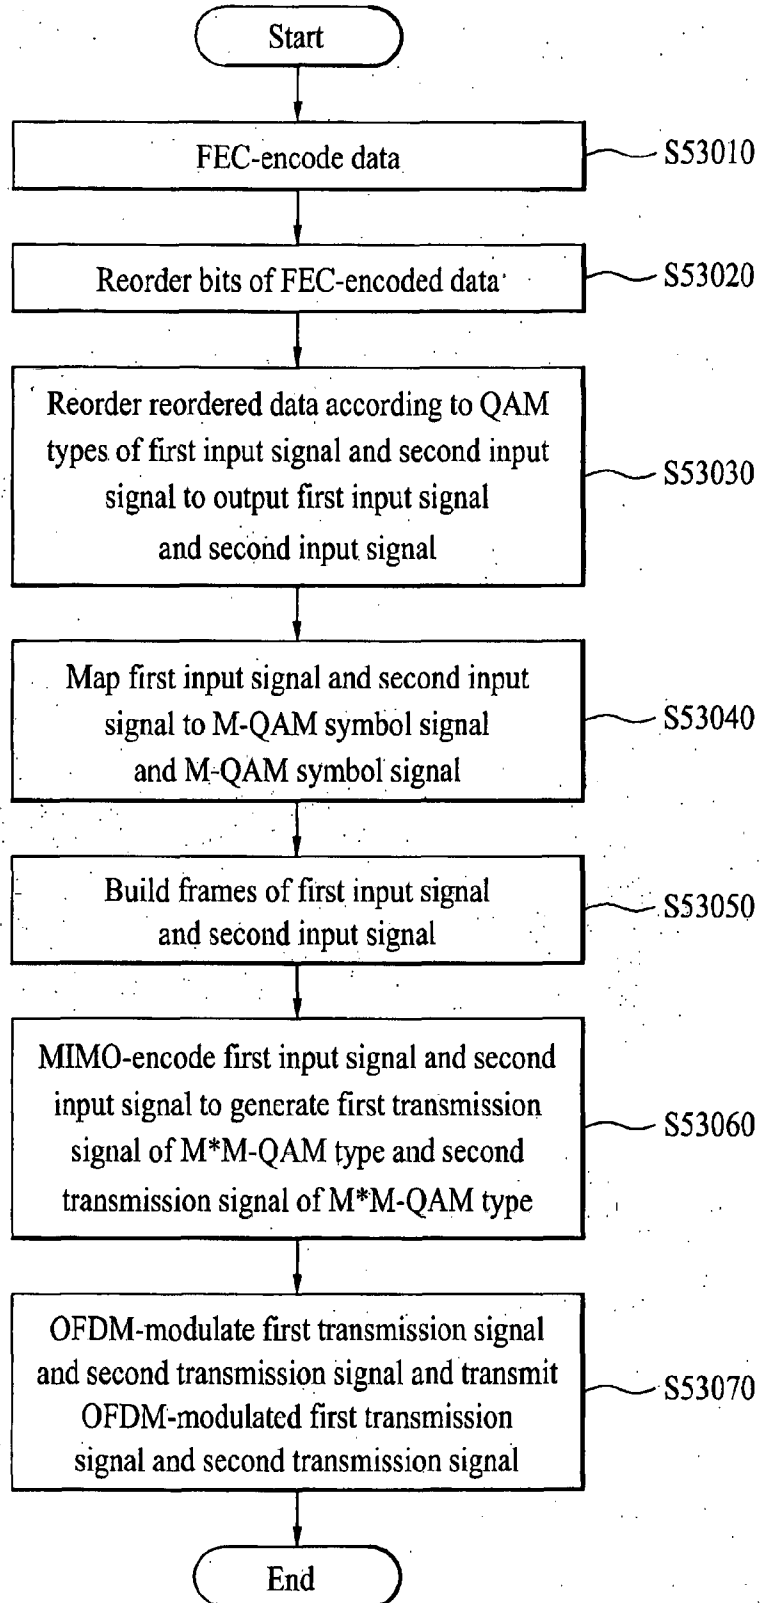 Start
FEC-encode data
S53010
Reorder bits of FEC-encoded data
S53020
Reorder reordered data according to QAM
types of first input signal and second input
signal to output first input signal
and second input signal
S53030
Map first input signal and second input
signal to M-QAM symbol signal
and M-QAM symbol signal
S53040
Build frames of first input signal
and second input signal
S53050
MIMO-encode first input signal and second
input signal to generate first transmission
signal of M*M-QAM type and second
transmission signal of M*M-QAM type
S53060
OFDM-modulate first transmission signal
and second transmission signal and transmit
OFDM-modulated first transmission
signal and second transmission signal
S53070
End